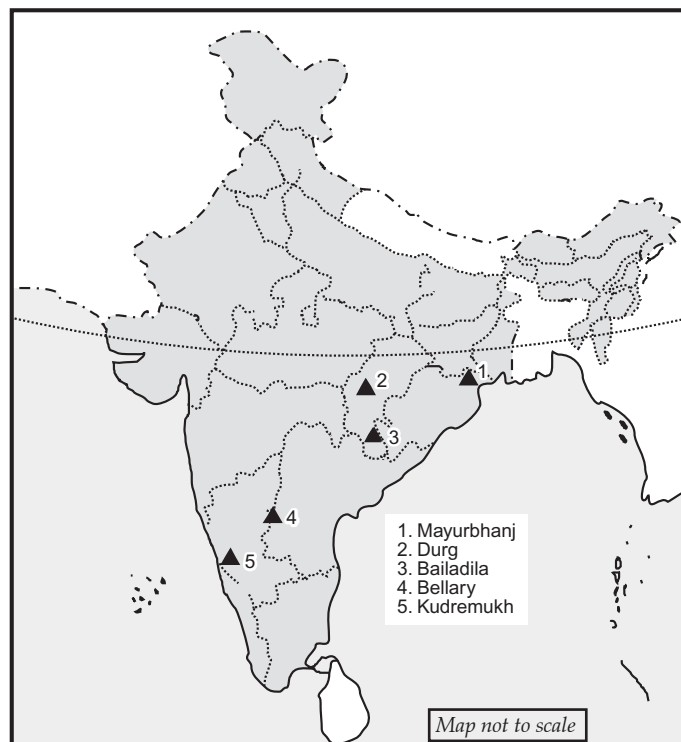 1
2
3
4
5
1. Mayurbhanj
2. Durg
3. Bailadila
4. Bellary
5. Kudremukh
Map not to scale